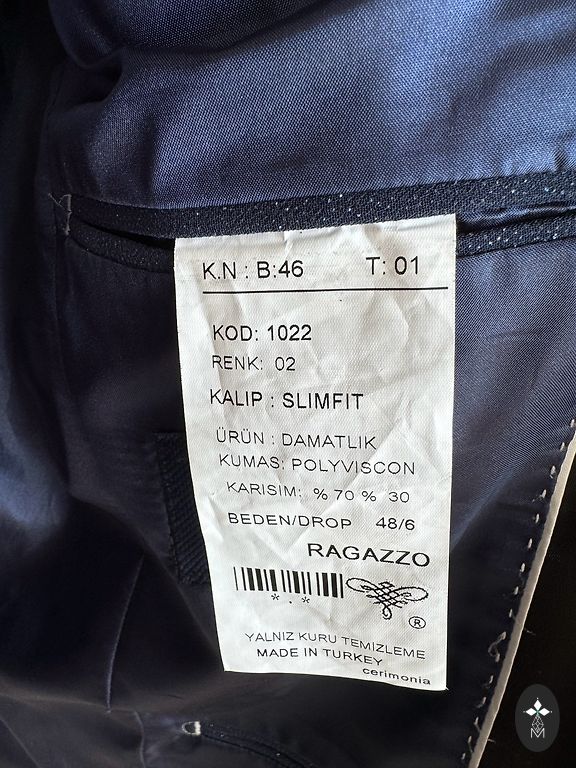 K.N : B:46 T: 01
KOD: 1022
RENK: 02
KALIP : SLIMFIT
ÜRÜN : DAMATLIK
KUMAS: POLYVISCON
KARISIM: % 70 % 30
BEDEN/DROP 48/6
RAGAZZO
*.*
®
YALNIZ KURU TEMIZLEME
MADE IN TURKEY
cerimonia